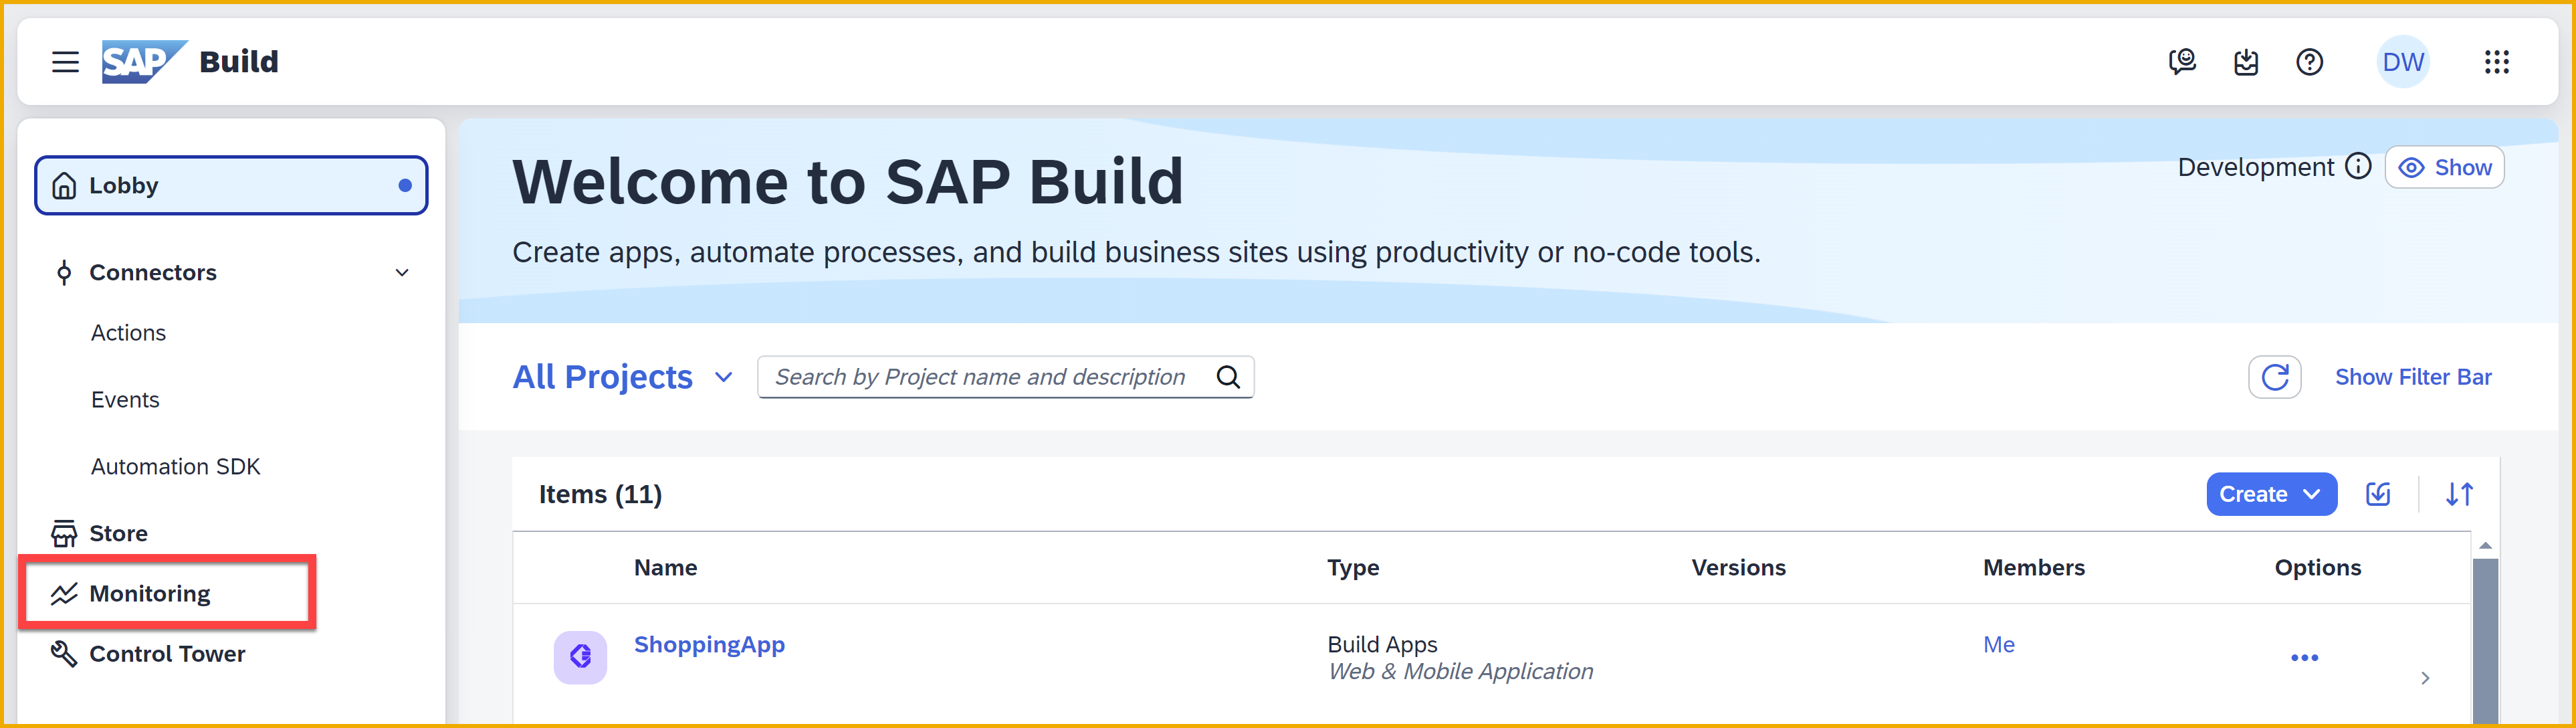 SAP Build
DW
Lobby
Connectors
Actions
Events
Automation SDK
Store
Monitoring
Control Tower
Welcome to SAP Build
Development
Show
Create apps, automate processes, and build business sites using productivity or no-code tools.
All Projects
Search by Project name and description
Show Filter Bar
Items (11)
Create
Name Type Versions Members Options
ShoppingApp Build Apps Me
Web & Mobile Application